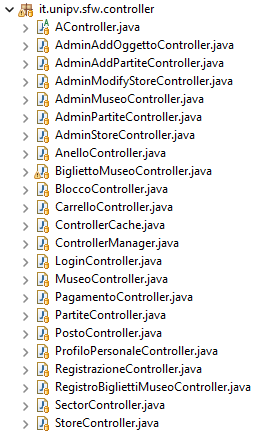 it.unipv.sfw.controller
AController.java
AdminAddOggettoController.java
AdminAddPartiteController.java
AdminModifyStoreController.java
AdminMuseoController.java
AdminPartiteController.java
AdminStoreController.java
AnelloController.java
BigliettoMuseoController.java
BloccoController.java
CarrelloController.java
ControllerCache.java
ControllerManager.java
LoginController.java
MuseoController.java
PagamentoController.java
PartiteController.java
PostoController.java
ProfiloPersonaleController.java
RegistrazioneController.java
RegistroBigliettiMuseoController.java
SectorController.java
StoreController.java